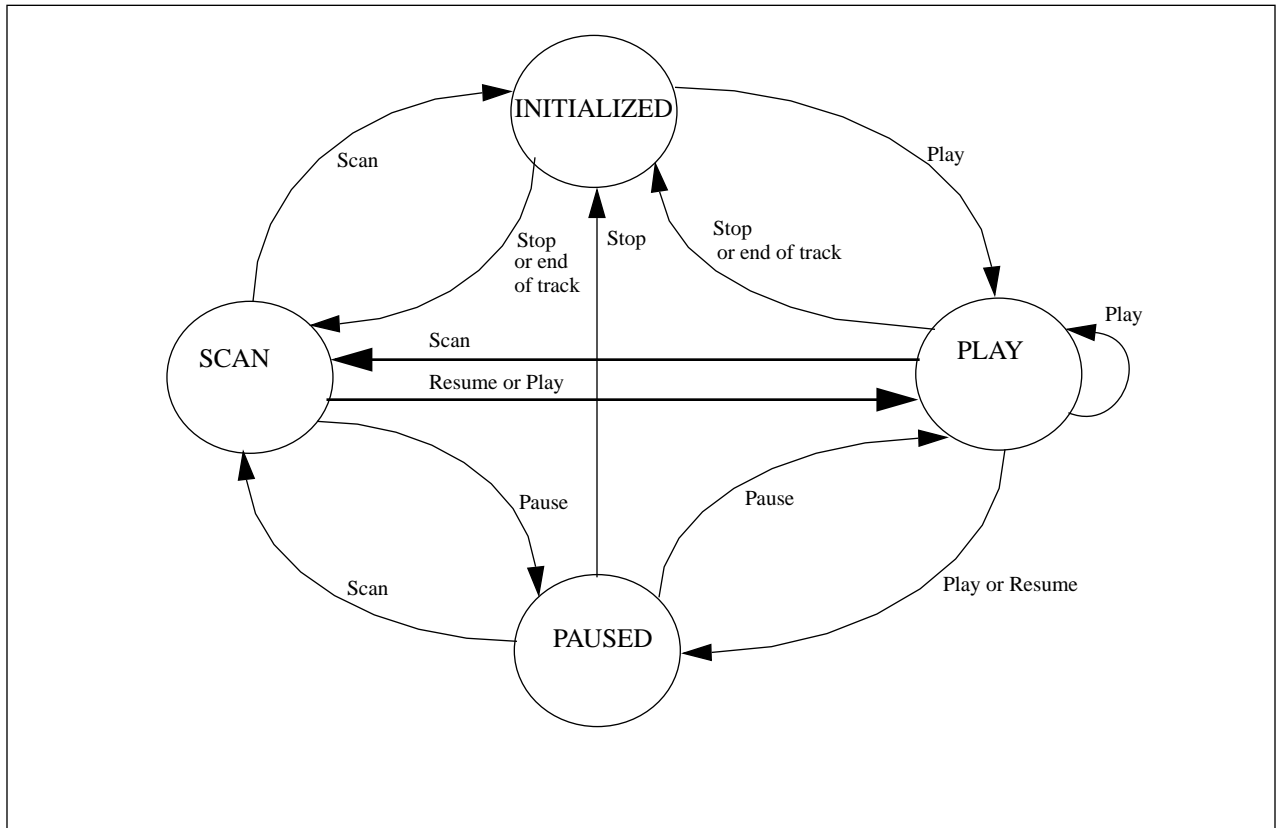 INITIALIZED
Scan
Play
Stop
or end
of track
Stop
Stop
or end of track
Play
SCAN
Scan
PLAY
Resume or Play
Pause
Pause
Scan
Play or Resume
PAUSED